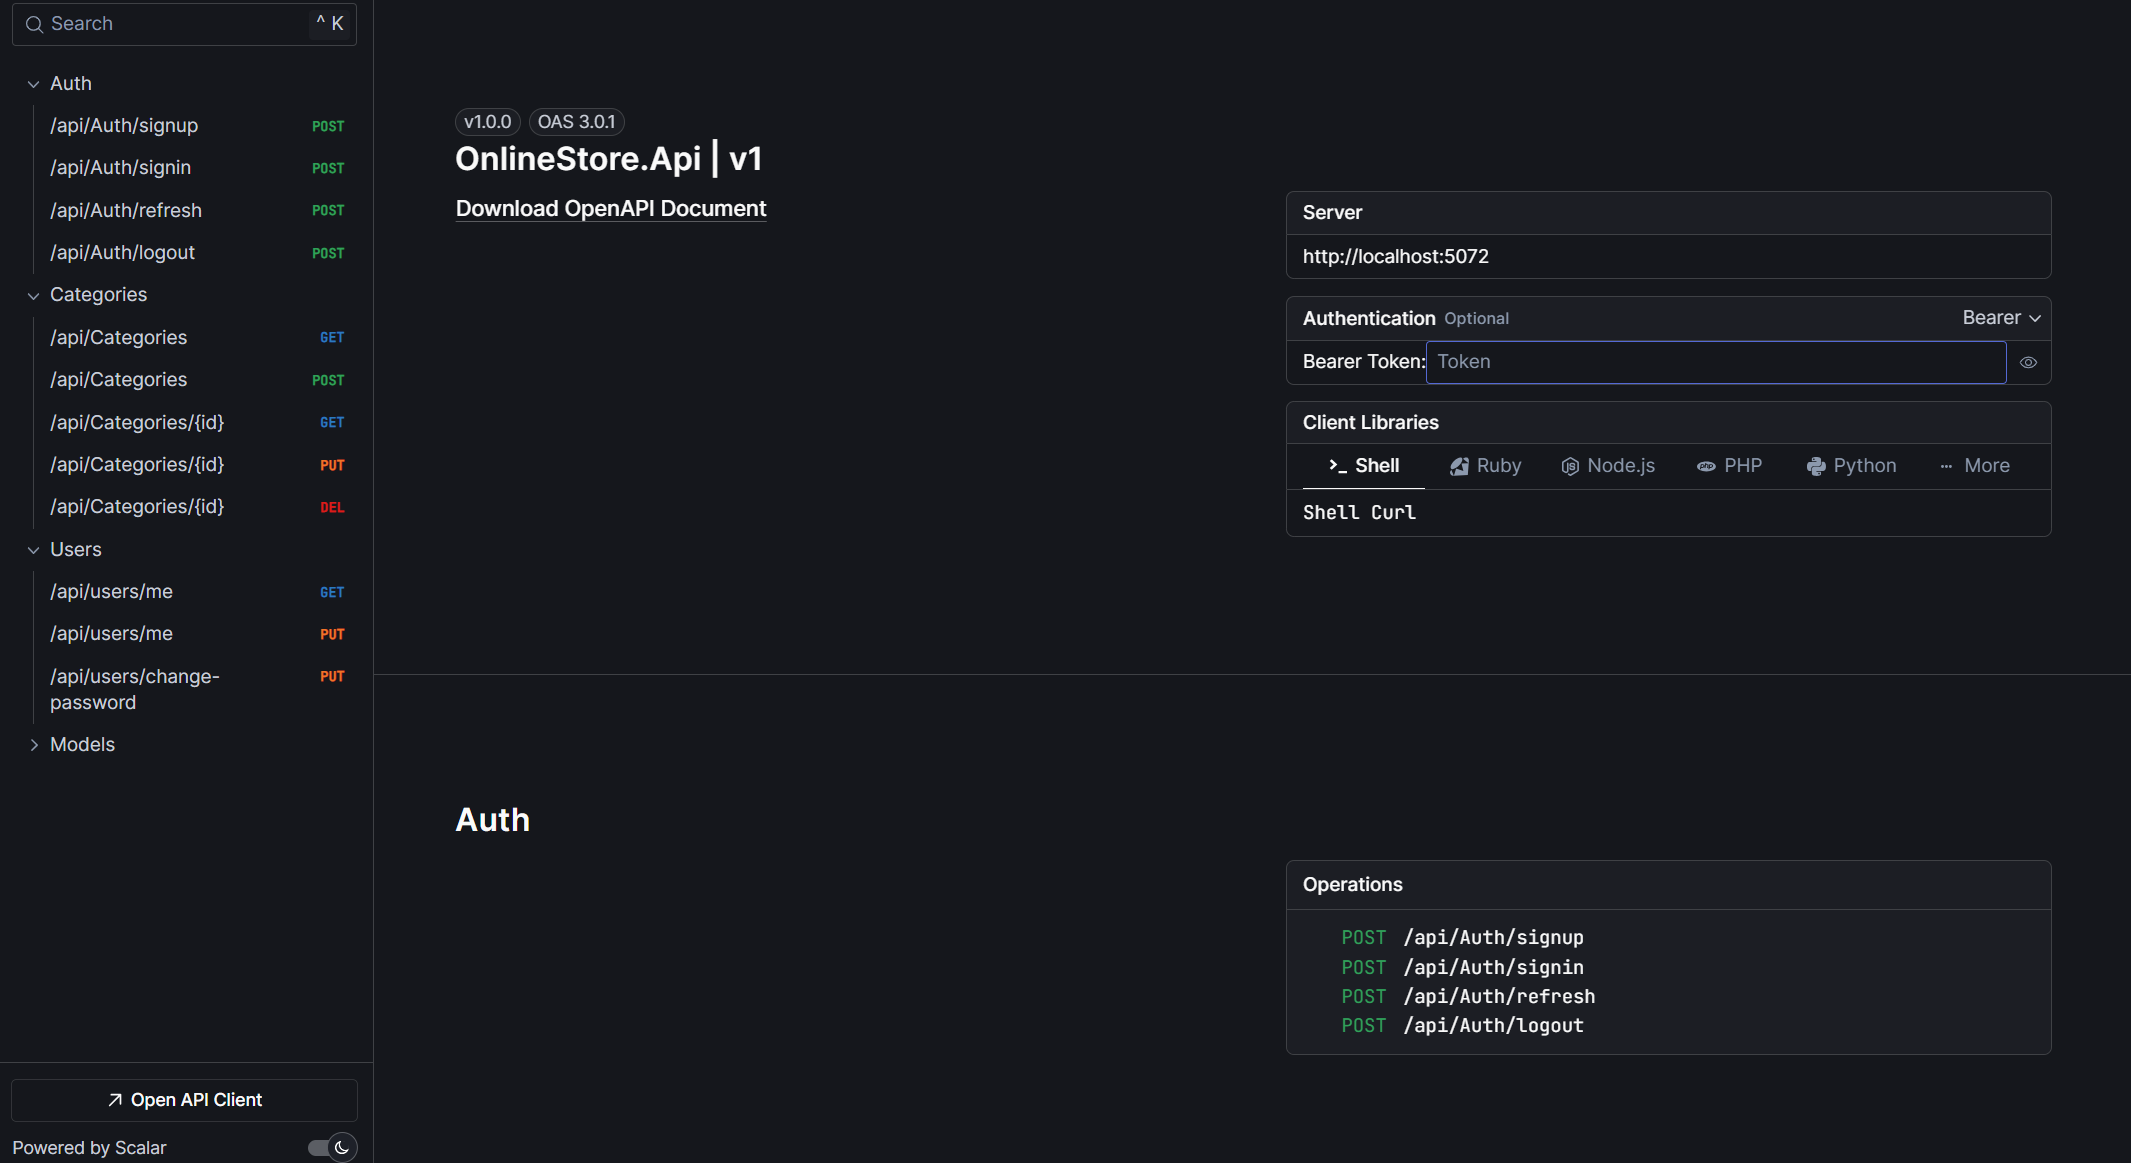 Search ^ K
Auth
/api/Auth/signup POST
/api/Auth/signin POST
/api/Auth/refresh POST
/api/Auth/logout POST
Categories
/api/Categories GET
/api/Categories POST
/api/Categories/{id} GET
/api/Categories/{id} PUT
/api/Categories/{id} DEL
Users
/api/users/me GET
/api/users/me PUT
/api/users/change- PUT
password
Models
Open API Client
Powered by Scalar
v1.0.0 OAS 3.0.1
OnlineStore.Api | v1
Download OpenAPI Document
Server
http://localhost:5072
Authentication Optional Bearer
Bearer Token: Token
Client Libraries
Shell Ruby Node.js PHP Python More
Shell Curl
Auth
Operations
POST /api/Auth/signup
POST /api/Auth/signin
POST /api/Auth/refresh
POST /api/Auth/logout